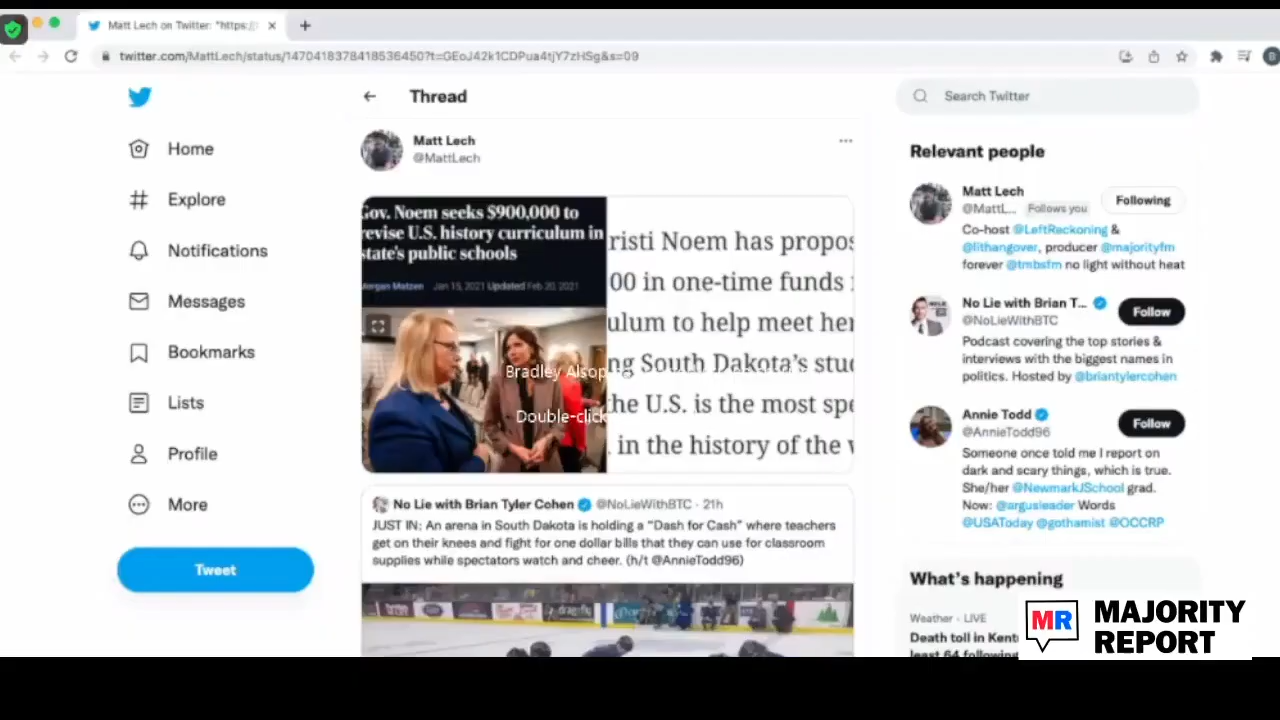 Matt Lech on Twitter: "https:/
twitter.com/MattLech/status/1470418378418536450?t=GEoJ42k1CDPua4tjY7zHSg&s=09
Home
Explore
Notifications
Messages
Bookmarks
Lists
Profile
More
Tweet
Thread
Matt Lech
@MattLech
Gov. Noem seeks $900,000 to
revise U.S. history curriculum in
state's public schools
Morgan Matzen Jan 15, 2021 Updated Feb 20, 2021
Bradley Alsop
Double-click
risti Noem has propos
00 in one-time funds
ulum to help meet her
ng South Dakota's stud
he U.S. is the most spe
in the history of the
No Lie with Brian Tyler Cohen @NoLieWithBTC · 21h
JUST IN: An arena in South Dakota is holding a "Dash for Cash" where teachers
get on their knees and fight for one dollar bills that they can use for classroom
supplies while spectators watch and cheer. (h/t @AnnieTodd96)
Search Twitter
Relevant people
Matt Lech
@MattL... Follows you
Following
Co-host @LeftReckoning &
@lithangover, producer @majorityfm
forever @tmbsfm no light without heat
No Lie with Brian T...
@NoLieWithBTC
Follow
Podcast covering the top stories &
interviews with the biggest names in
politics. Hosted by @briantylercohen
Annie Todd
@AnnieTodd96
Follow
Someone once told me I report on
dark and scary things, which is true.
She/her @NewmarkJSchool grad.
Now: @argusleader Words
@USAToday @gothamist @OCCRP
What's happening
Weather · LIVE
Death toll in Kent
least 64 following
MR MAJORITY
REPORT